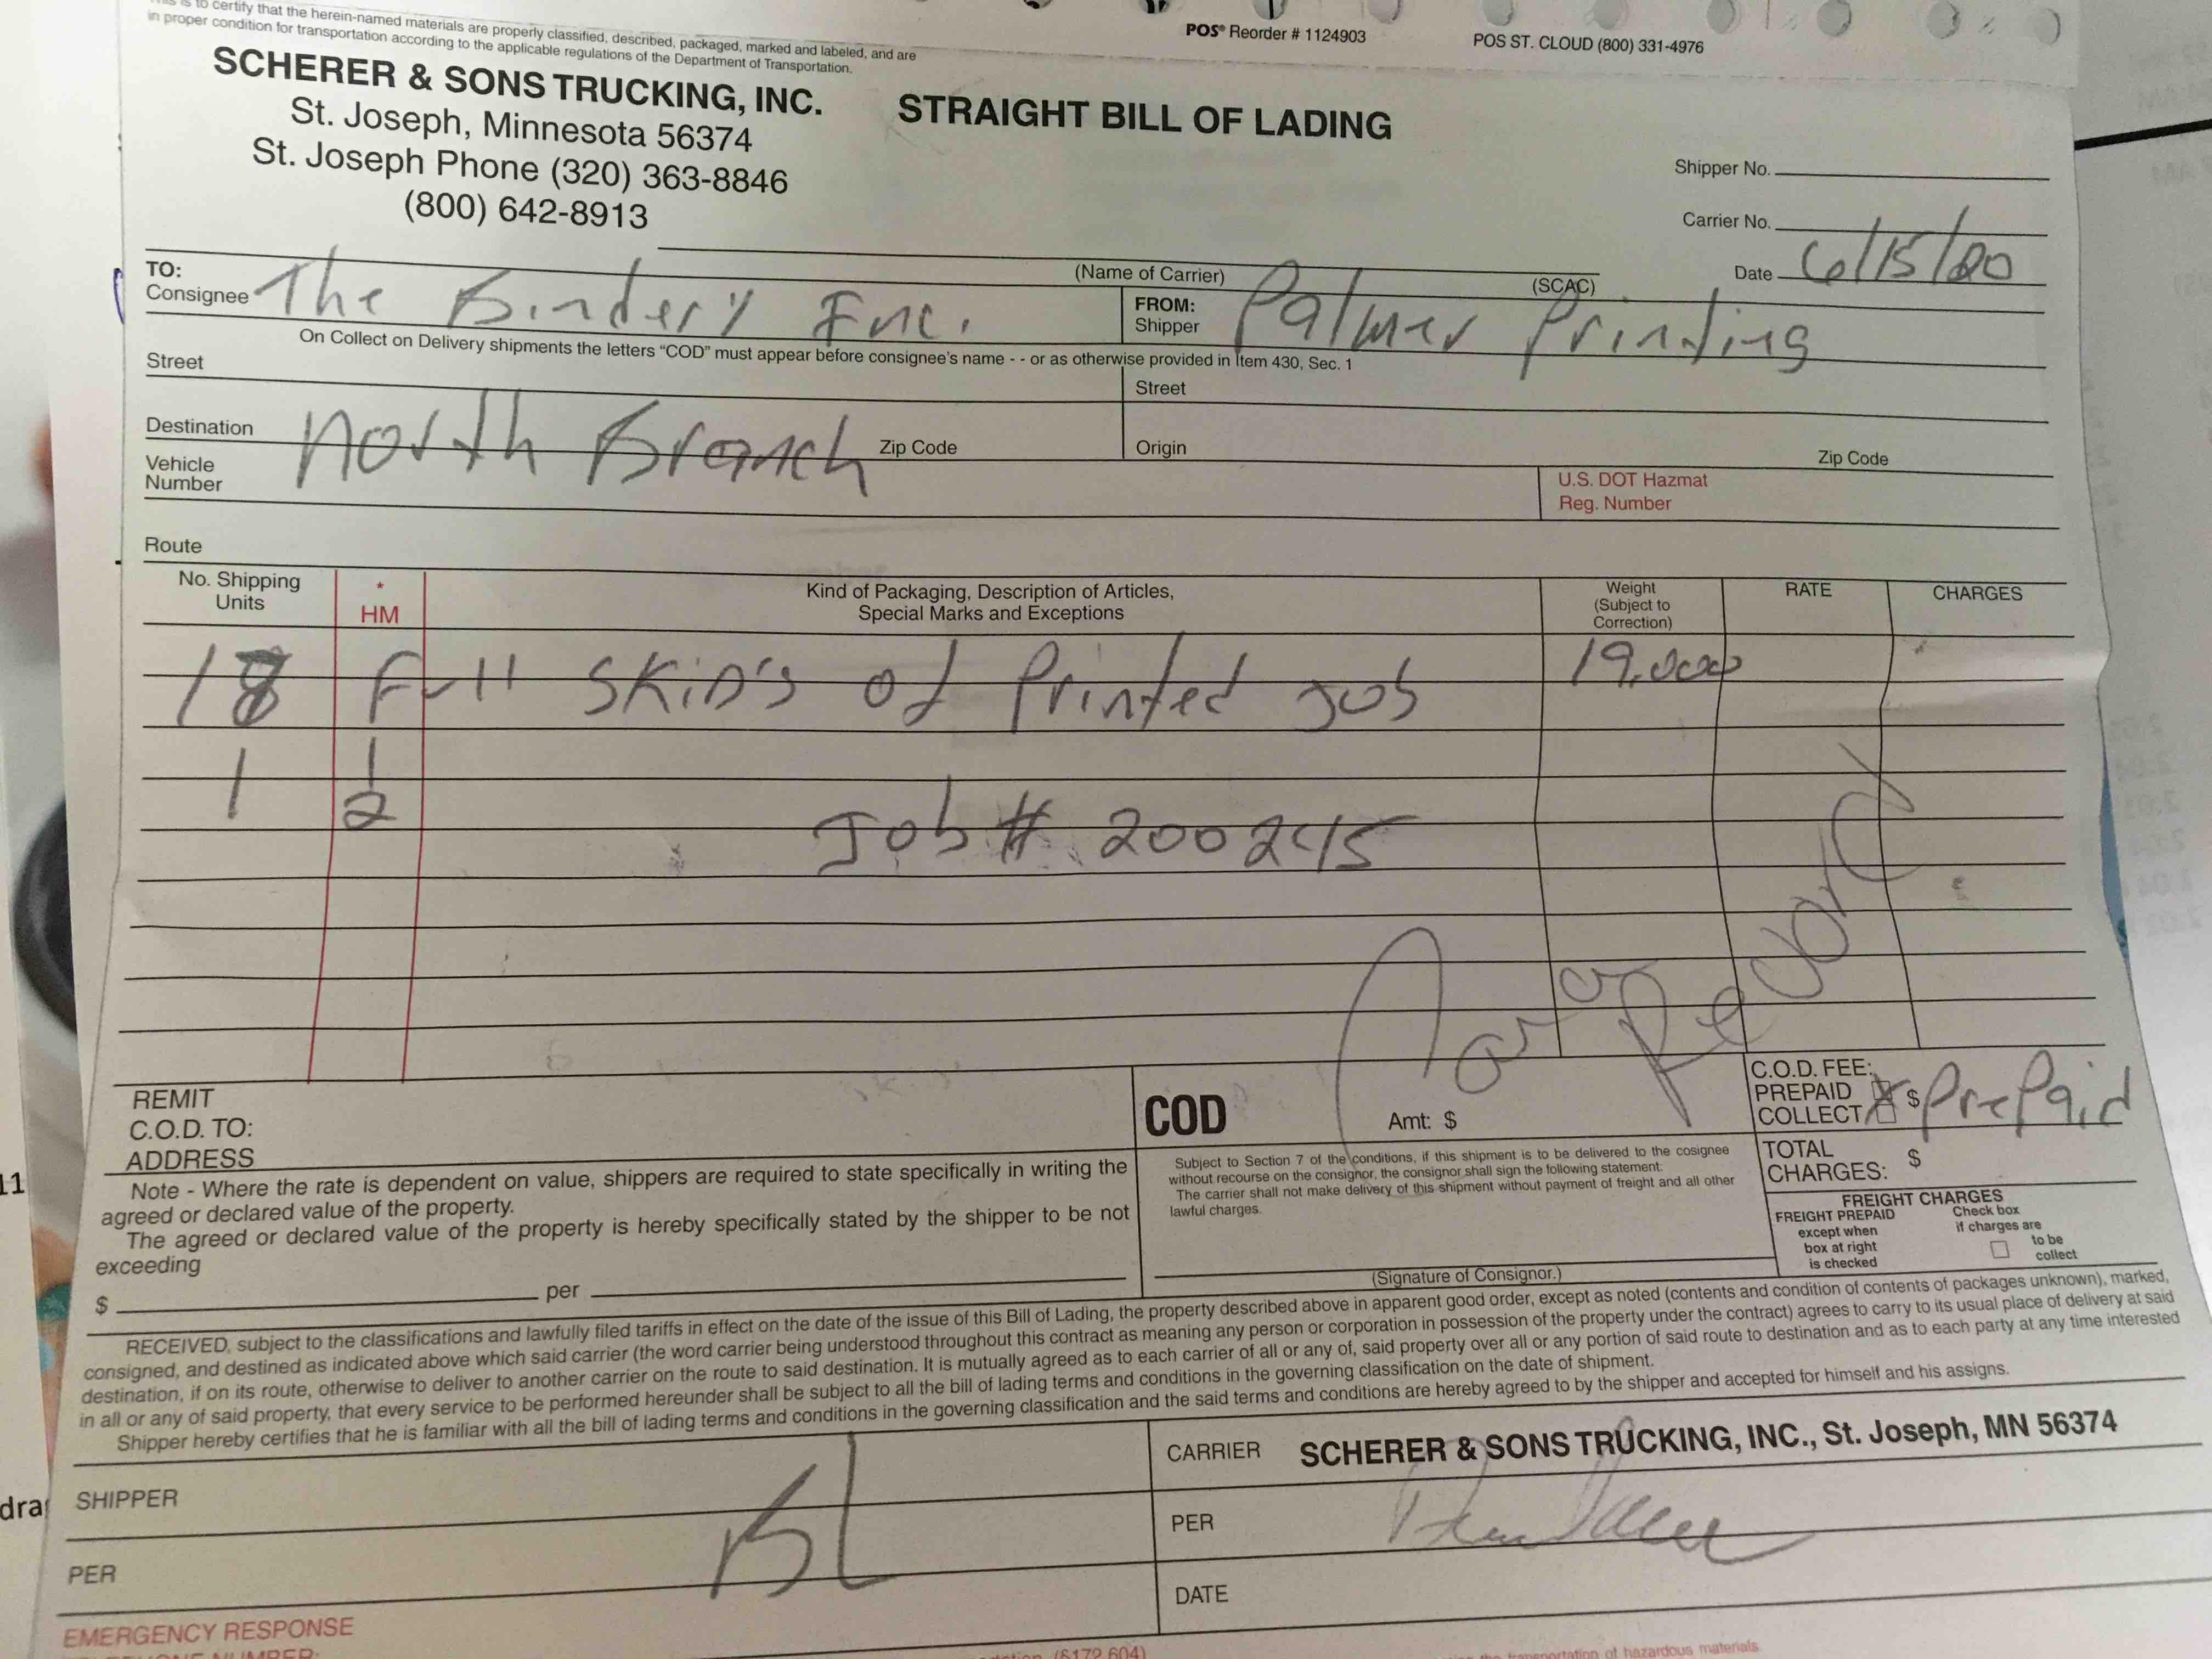 is to certify that the herein-named materials are properly classified, described, packaged, marked and labeled, and are
in proper condition for transportation according to the applicable regulations of the Department of Transportation.
POS® Reorder # 1124903
POS ST. CLOUD (800) 331-4976
SCHERER & SONS TRUCKING, INC.
St. Joseph, Minnesota 56374
St. Joseph Phone (320) 363-8846
(800) 642-8913
STRAIGHT BILL OF LADING
Shipper No.
Carrier No.
Date 6/15/20
(Name of Carrier)
(SCAC)
TO:
Consignee The Bindery Inc.
FROM:
Shipper Palmer Printing
On Collect on Delivery shipments the letters “COD” must appear before consignee's name - - or as otherwise provided in Item 430, Sec. 1
Street
Street
Destination North Branch Zip Code
Origin Zip Code
Vehicle
Number
U.S. DOT Hazmat
Reg. Number
Route
No. Shipping
Units
*
HM
Kind of Packaging, Description of Articles,
Special Marks and Exceptions
Weight
(Subject to
Correction)
RATE
CHARGES
18 Full SKiD's of Printed Job 19,000
1 1/2
Job # 200245
REMIT
C.O.D. TO:
ADDRESS
COD
Amt: $
C.O.D. FEE:
PREPAID
COLLECT
$ PrePaid
Note - Where the rate is dependent on value, shippers are required to state specifically in writing the
agreed or declared value of the property.
The agreed or declared value of the property is hereby specifically stated by the shipper to be not
exceeding
$ per
Subject to Section 7 of the conditions, if this shipment is to be delivered to the cosignee
without recourse on the consignor, the consignor shall sign the following statement:
The carrier shall not make delivery of this shipment without payment of freight and all other
lawful charges.
(Signature of Consignor.)
TOTAL
CHARGES: $
FREIGHT CHARGES
FREIGHT PREPAID
except when
box at right
is checked
Check box
if charges are
to be
collect
RECEIVED, subject to the classifications and lawfully filed tariffs in effect on the date of the issue of this Bill of Lading, the property described above in apparent good order, except as noted (contents and condition of contents of packages unknown), marked,
consigned, and destined as indicated above which said carrier (the word carrier being understood throughout this contract as meaning any person or corporation in possession of the property under the contract) agrees to carry to its usual place of delivery at said
destination, if on its route, otherwise to deliver to another carrier on the route to said destination. It is mutually agreed as to each carrier of all or any of, said property over all or any portion of said route to destination and as to each party at any time interested
in all or any of said property, that every service to be performed hereunder shall be subject to all the bill of lading terms and conditions in the governing classification on the date of shipment.
Shipper hereby certifies that he is familiar with all the bill of lading terms and conditions in the governing classification and the said terms and conditions are hereby agreed to by the shipper and accepted for himself and his assigns.
SHIPPER
PER
BL
CARRIER SCHERER & SONS TRUCKING, INC., St. Joseph, MN 56374
PER
DATE
EMERGENCY RESPONSE
(§172.604)
transportation of hazardous materials